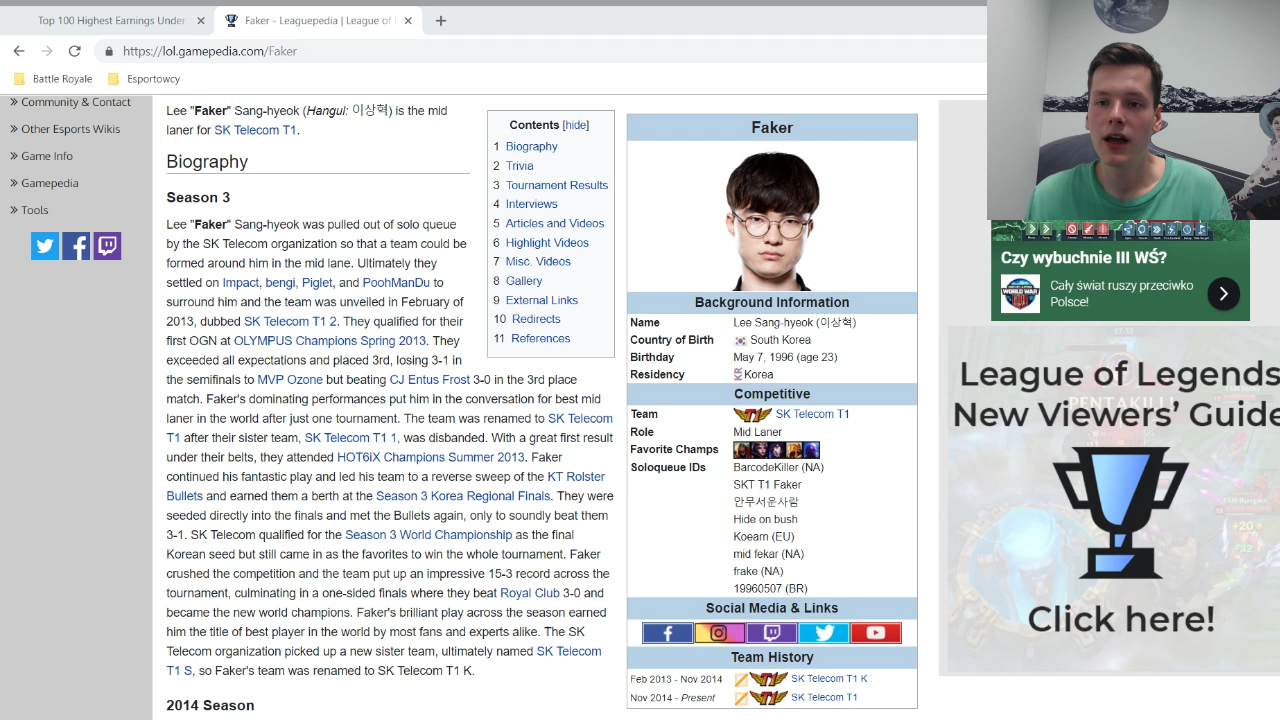 Top 100 Highest Earnings Under
Faker - Leaguepedia | League of
https://lol.gamepedia.com/Faker
Battle Royale
Esportowcy
Community & Contact
Other Esports Wikis
Game Info
Gamepedia
Tools
Lee "Faker" Sang-hyeok (Hangul: 이상혁) is the mid
laner for SK Telecom T1.
Biography
Season 3
Lee "Faker" Sang-hyeok was pulled out of solo queue
by the SK Telecom organization so that a team could be
formed around him in the mid lane. Ultimately they
settled on Impact, bengi, Piglet, and PoohManDu to
surround him and the team was unveiled in February of
2013, dubbed SK Telecom T1 2. They qualified for their
first OGN at OLYMPUS Champions Spring 2013. They
exceeded all expectations and placed 3rd, losing 3-1 in
the semifinals to MVP Ozone but beating CJ Entus Frost 3-0 in the 3rd place
match. Faker's dominating performances put him in the conversation for best mid
laner in the world after just one tournament. The team was renamed to SK Telecom
T1 after their sister team, SK Telecom T1 1, was disbanded. With a great first result
under their belts, they attended HOT6iX Champions Summer 2013. Faker
continued his fantastic play and led his team to a reverse sweep of the KT Rolster
Bullets and earned them a berth at the Season 3 Korea Regional Finals. They were
seeded directly into the finals and met the Bullets again, only to soundly beat them
3-1. SK Telecom qualified for the Season 3 World Championship as the final
Korean seed but still came in as the favorites to win the whole tournament. Faker
crushed the competition and the team put up an impressive 15-3 record across the
tournament, culminating in a one-sided finals where they beat Royal Club 3-0 and
became the new world champions. Faker's brilliant play across the season earned
him the title of best player in the world by most fans and experts alike. The SK
Telecom organization picked up a new sister team, ultimately named SK Telecom
T1 S, so Faker's team was renamed to SK Telecom T1 K.
2014 Season
Contents [hide]
1 Biography
2 Trivia
3 Tournament Results
4 Interviews
5 Articles and Videos
6 Highlight Videos
7 Misc. Videos
8 Gallery
9 External Links
10 Redirects
11 References
Faker
Background Information
Name Lee Sang-hyeok (이상혁)
Country of Birth South Korea
Birthday May 7, 1996 (age 23)
Residency KR Korea
Competitive
Team SK Telecom T1
Role Mid Laner
Favorite Champs
Soloqueue IDs BarcodeKiller (NA)
SKT T1 Faker
안무서운사람
Hide on bush
Koearn (EU)
mid fekar (NA)
frake (NA)
19960507 (BR)
Social Media & Links
Team History
Feb 2013 - Nov 2014 SK Telecom T1 K
Nov 2014 - Present SK Telecom T1
Czy wybuchnie III WŚ?
Cały świat ruszy przeciwko
Polsce!
League of Legends
PENTAKILL
New Viewers' Guide
Click here!